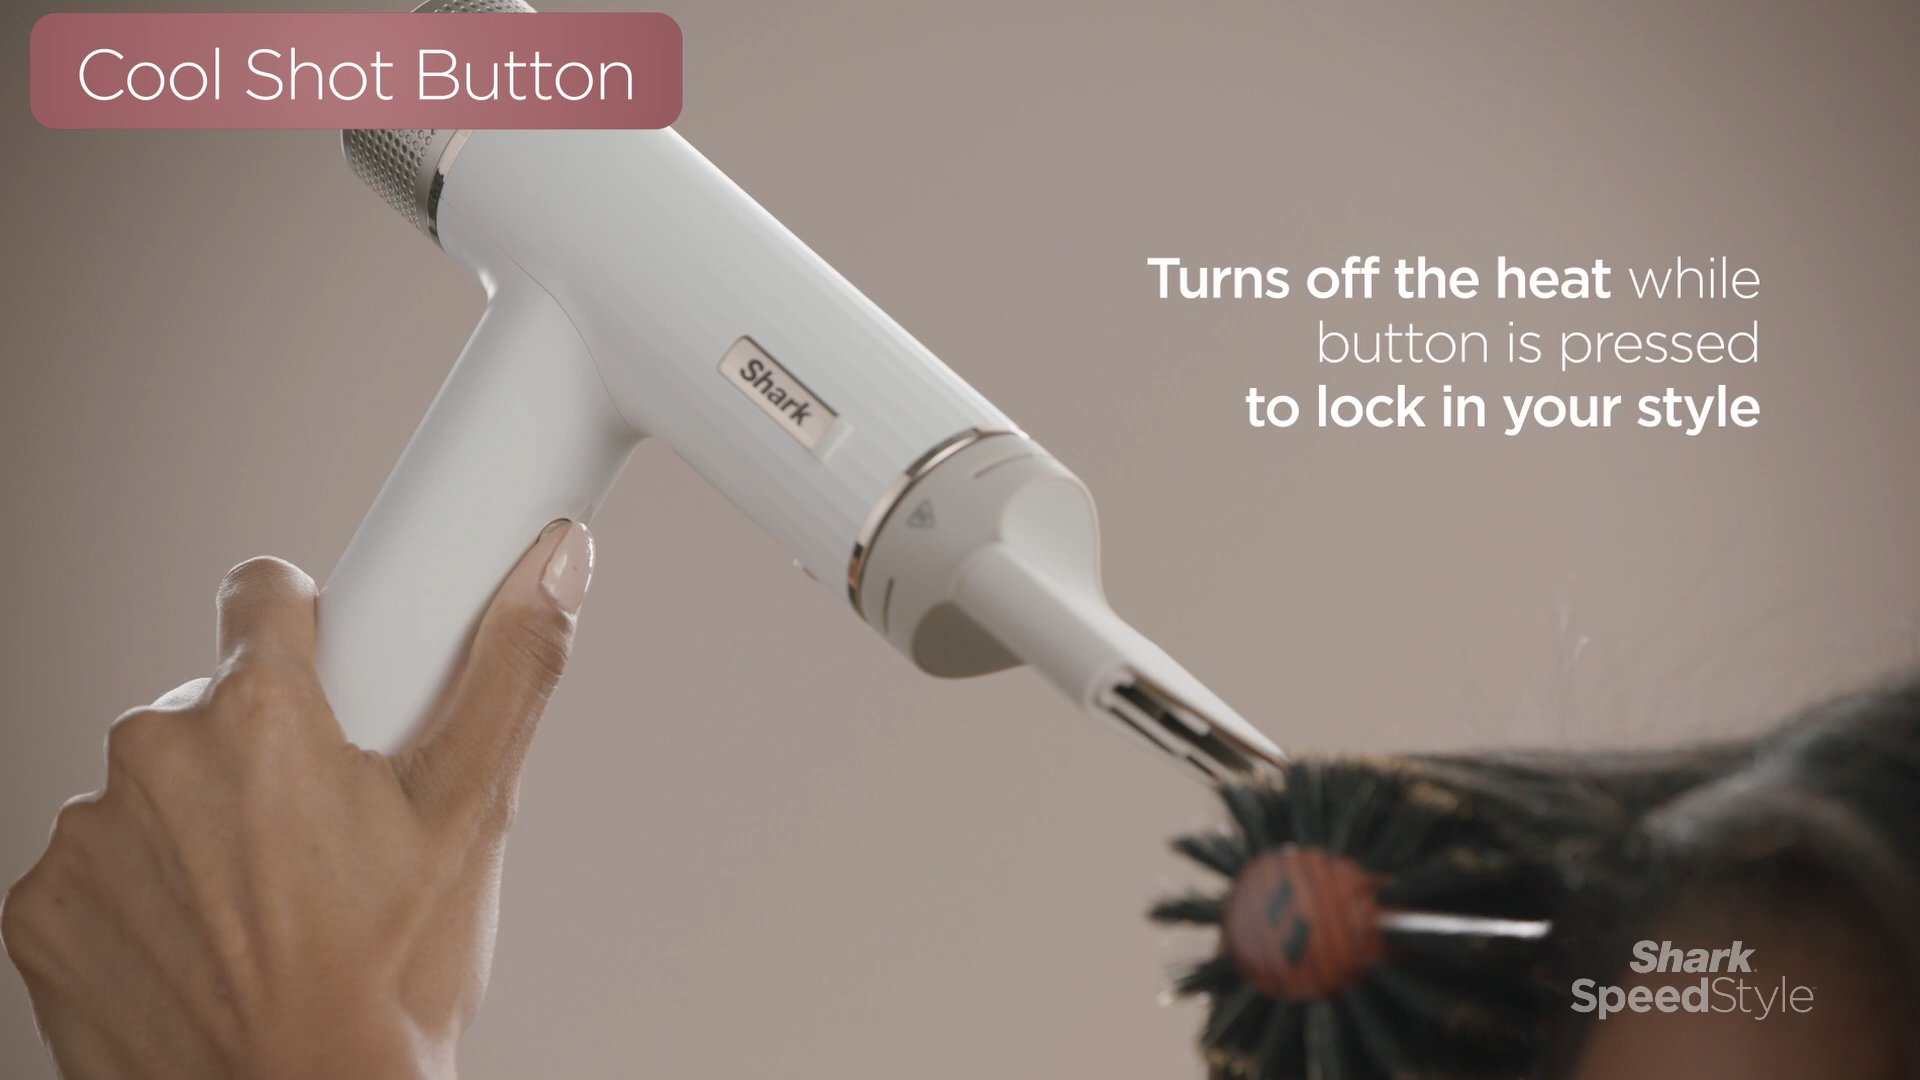 Cool Shot Button
Turns off the heat while
button is pressed
to lock in your style
Shark
Shark
SpeedStyle